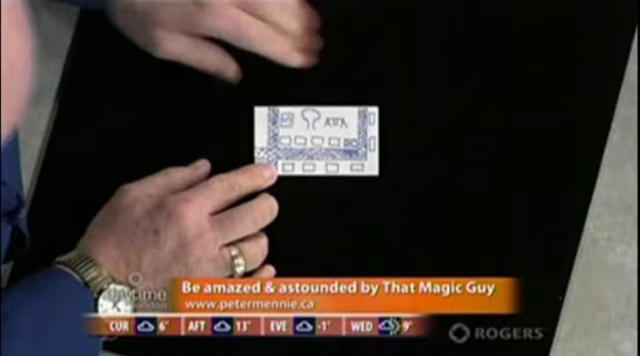 Be amazed & astounded by That Magic Guy
www.petermennie.ca
daytime
CUR 6° AFT 13° EVE -1° WED 9°
ROGERS